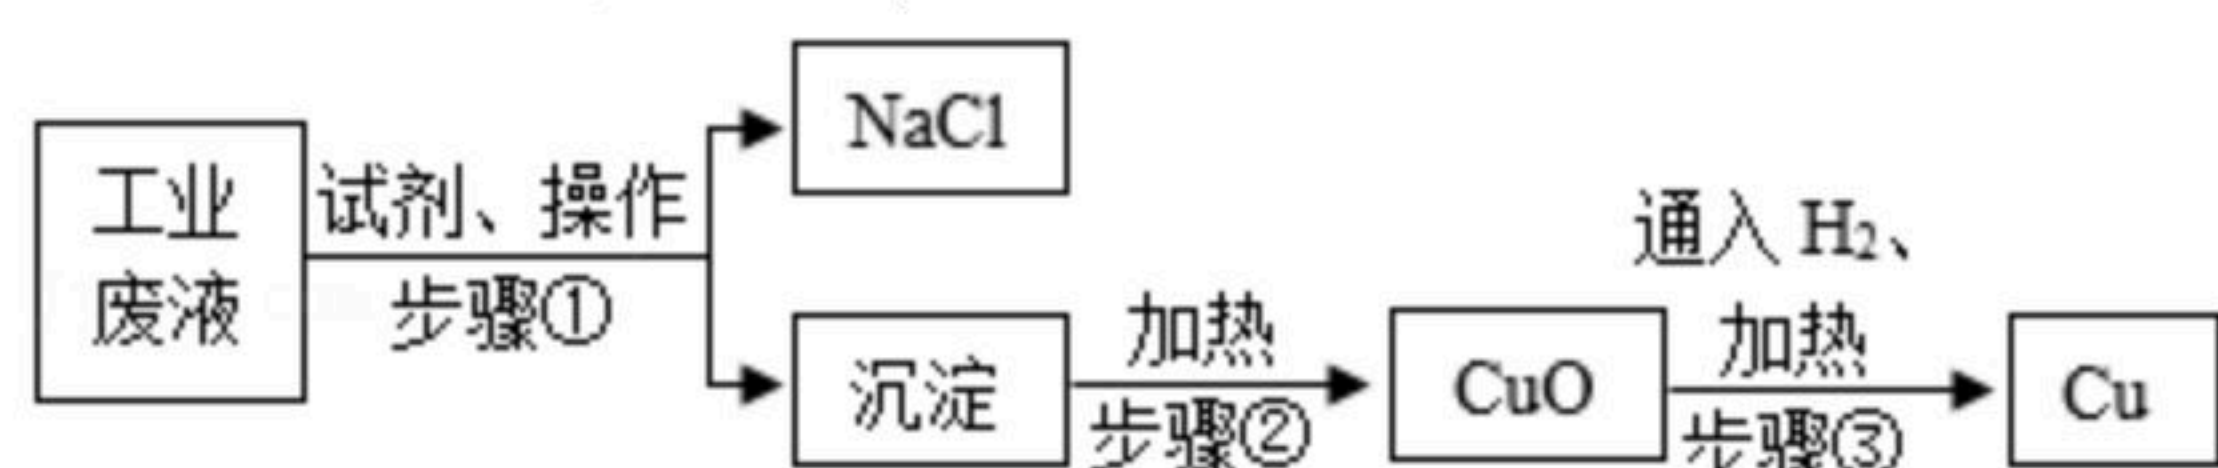 工业
废液
试剂、操作
步骤①
NaCl
沉淀
加热
步骤②
CuO
通入 H₂、
加热
步骤③
Cu